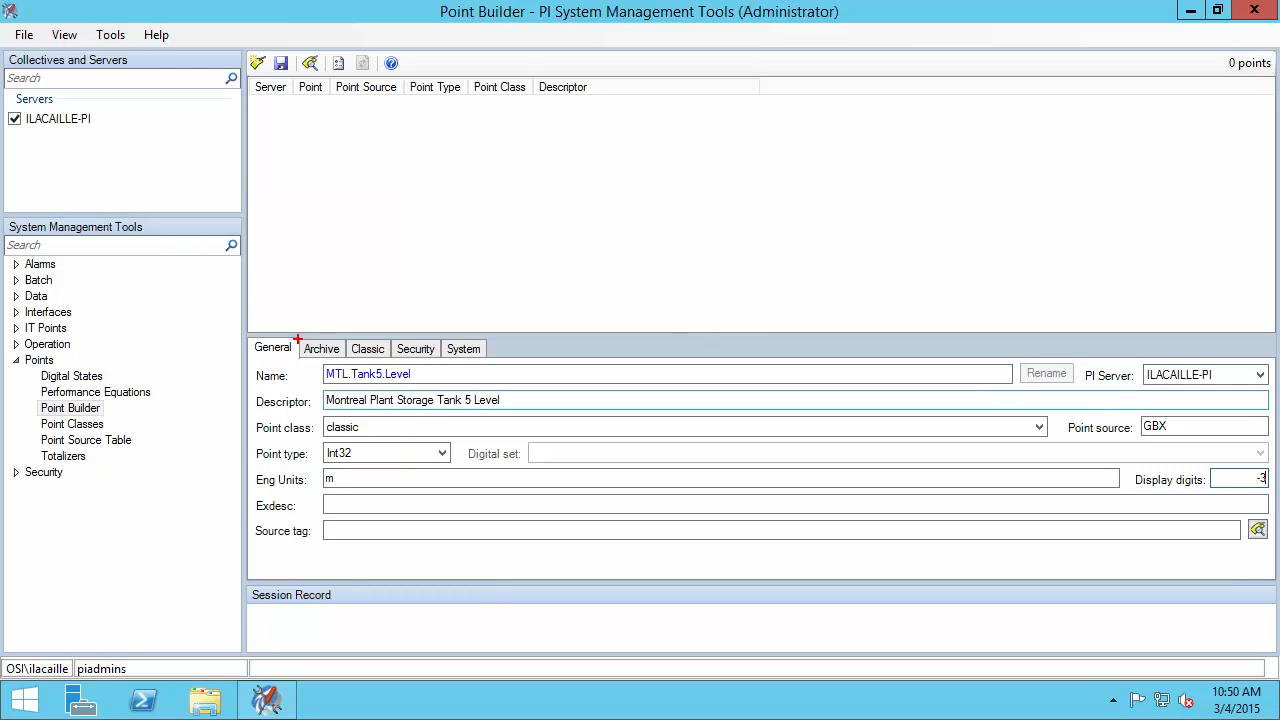 Point Builder - PI System Management Tools (Administrator)
File View Tools Help
Collectives and Servers
Search
Servers
ILACAILLE-PI
System Management Tools
Search
Alarms
Batch
Data
Interfaces
IT Points
Operation
Points
Digital States
Performance Equations
Point Builder
Point Classes
Point Source Table
Totalizers
Security
0 points
Server Point Point Source Point Type Point Class Descriptor
General Archive Classic Security System
Name: MTL.Tank5.Level Rename PI Server: ILACAILLE-PI
Descriptor: Montreal Plant Storage Tank 5 Level
Point class: classic Point source: GBX
Point type: Int32 Digital set:
Eng Units: m Display digits: -3
Exdesc:
Source tag:
Session Record
OSI\ilacaille piadmins
10:50 AM
3/4/2015